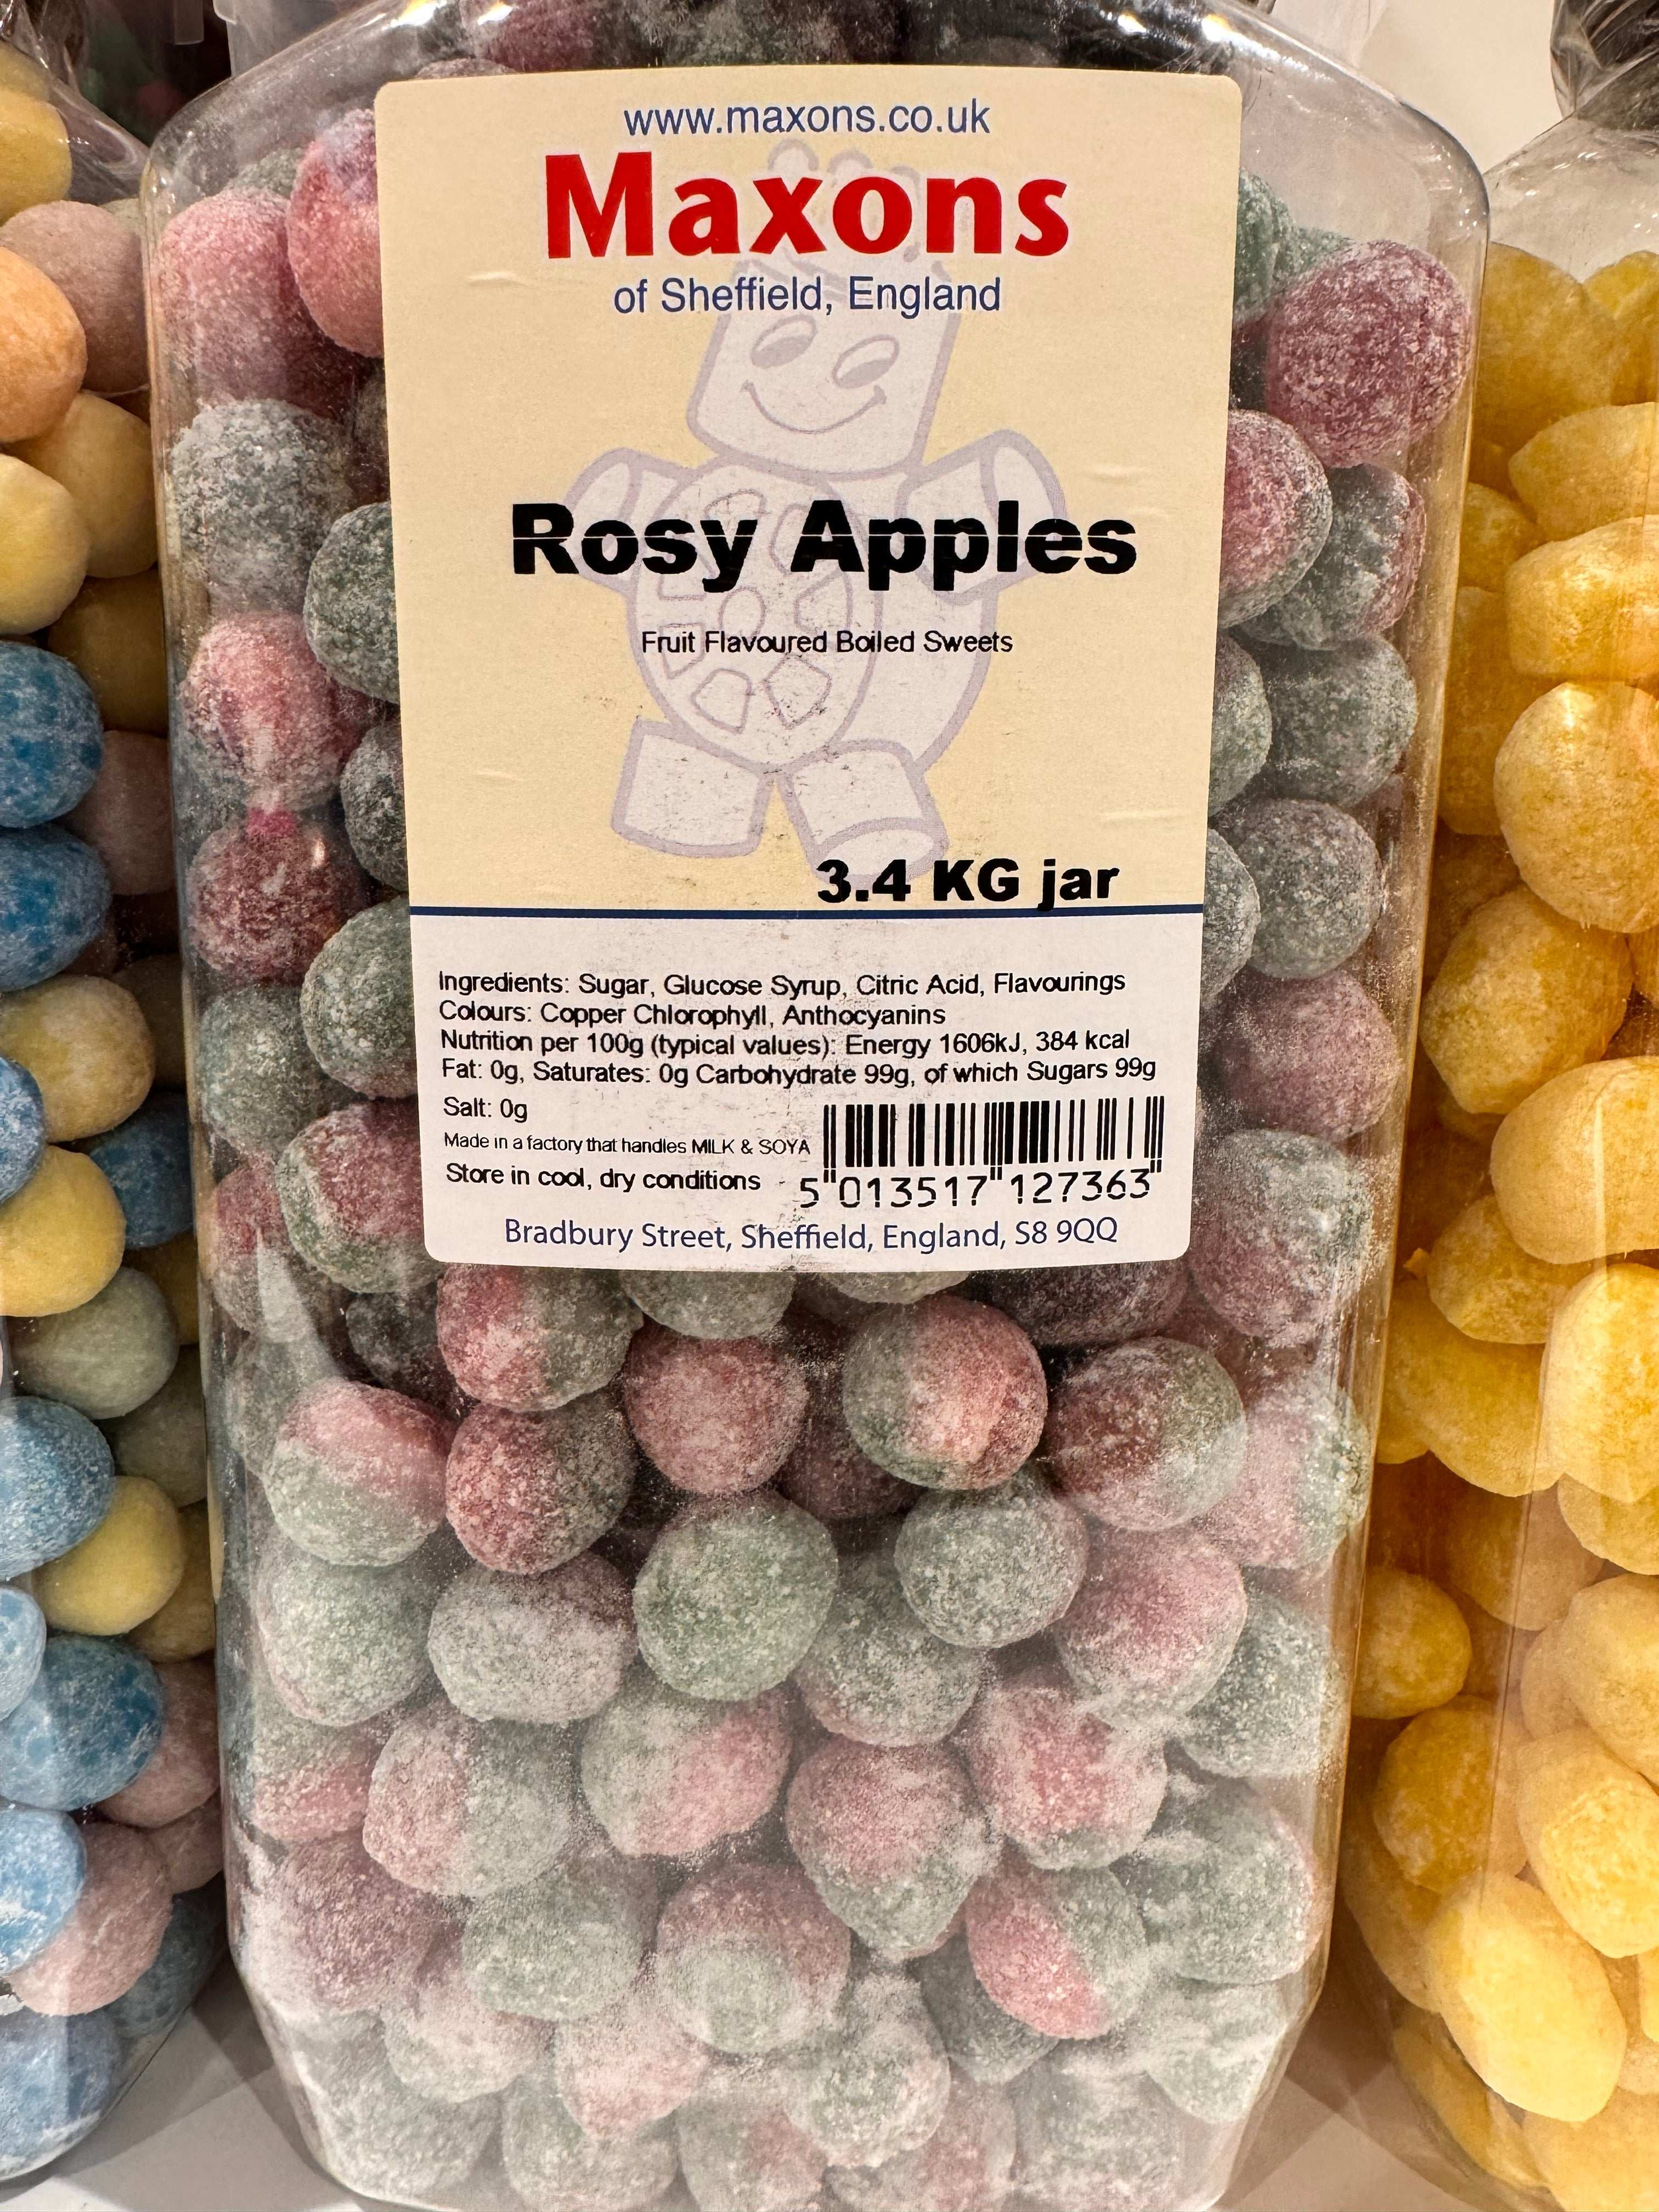 www.maxons.co.uk
Maxons
of Sheffield, England
Rosy Apples
Fruit Flavoured Boiled Sweets
3.4 KG jar
Ingredients: Sugar, Glucose Syrup, Citric Acid, Flavourings
Colours: Copper Chlorophyll, Anthocyanins
Nutrition per 100g (typical values): Energy 1606kJ, 384 kcal
Fat: 0g, Saturates: 0g Carbohydrate 99g, of which Sugars 99g
Salt: 0g
Made in a factory that handles MILK & SOYA
Store in cool, dry conditions -
5"013517"127363"
Bradbury Street, Sheffield, England, S8 9QQ